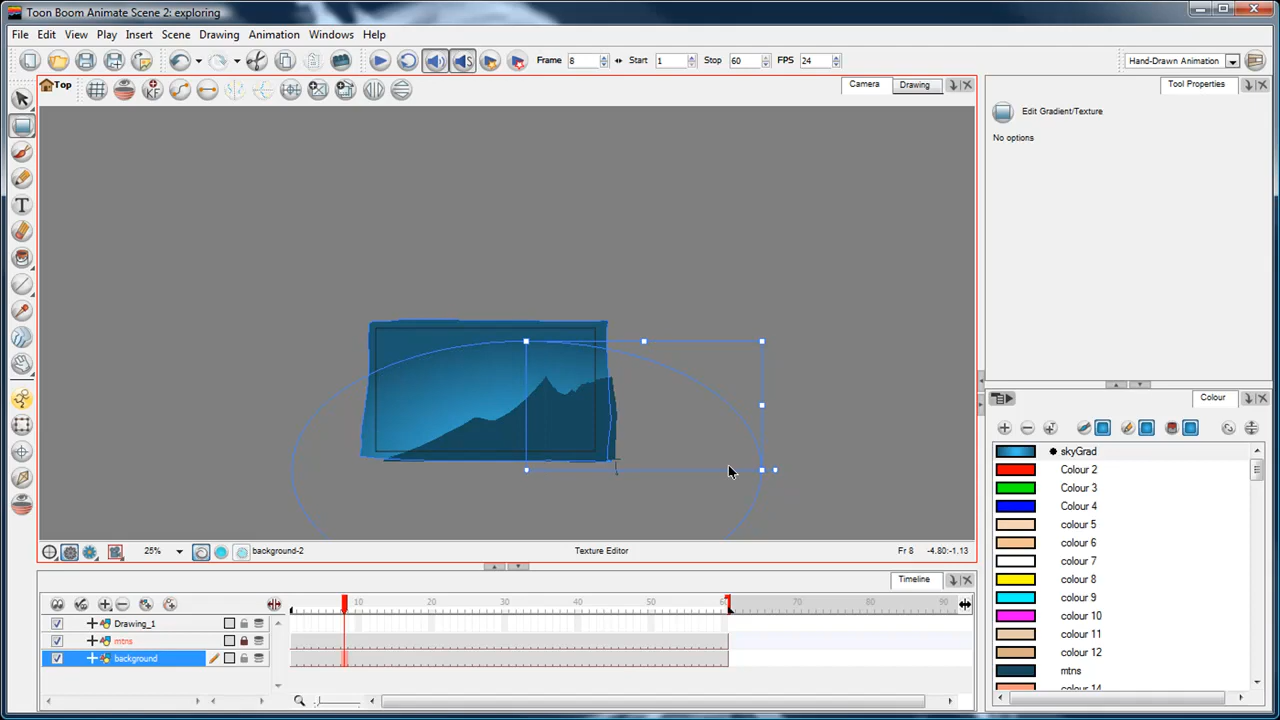 Toon Boom Animate Scene 2: exploring
File Edit View Play Insert Scene Drawing Animation Windows Help
Frame 8 Start 1 Stop 60 FPS 24 Hand-Drawn Animation
Top KF Camera Drawing
Tool Properties
Edit Gradient/Texture
No options
T
Colour
skyGrad
Colour 2
Colour 3
Colour 4
colour 5
colour 6
colour 7
colour 8
colour 9
colour 10
colour 11
colour 12
mtns
colour 14
25% background-2 Texture Editor Fr 8 -4.80:-1.13
Timeline
10 20 30 40 50 60 70 80 90
Drawing_1
mtns
background